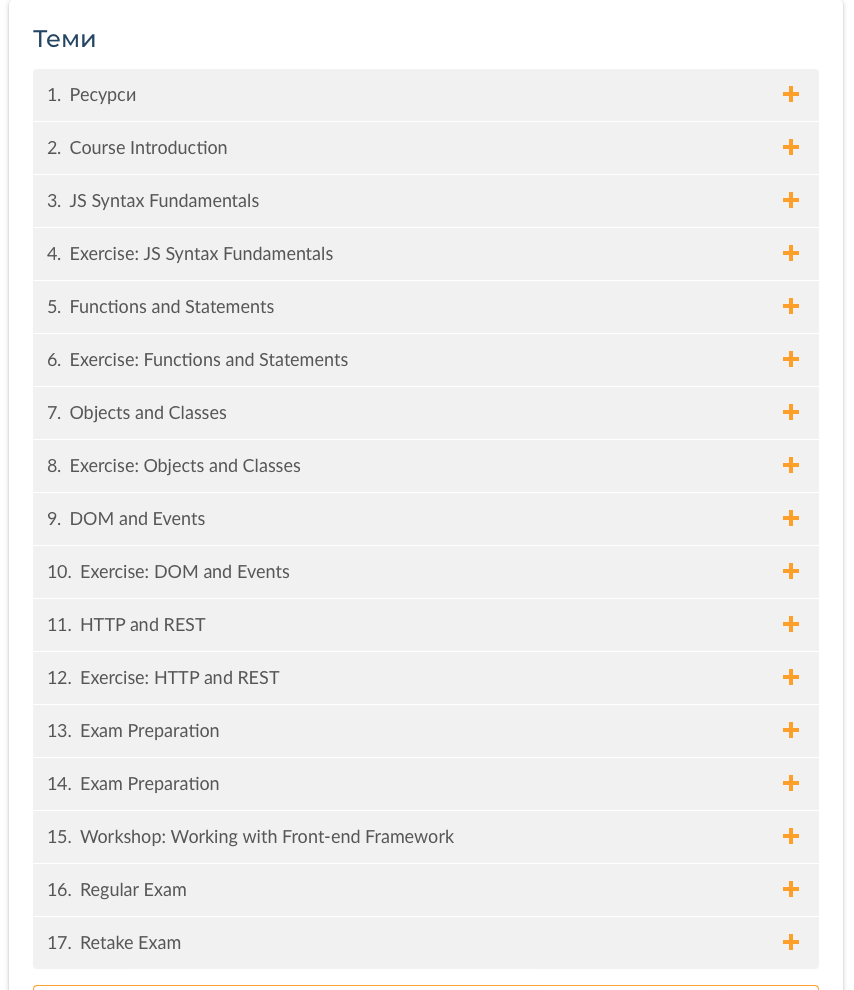 Теми
1. Ресурси
2. Course Introduction
3. JS Syntax Fundamentals
4. Exercise: JS Syntax Fundamentals
5. Functions and Statements
6. Exercise: Functions and Statements
7. Objects and Classes
8. Exercise: Objects and Classes
9. DOM and Events
10. Exercise: DOM and Events
11. HTTP and REST
12. Exercise: HTTP and REST
13. Exam Preparation
14. Exam Preparation
15. Workshop: Working with Front-end Framework
16. Regular Exam
17. Retake Exam